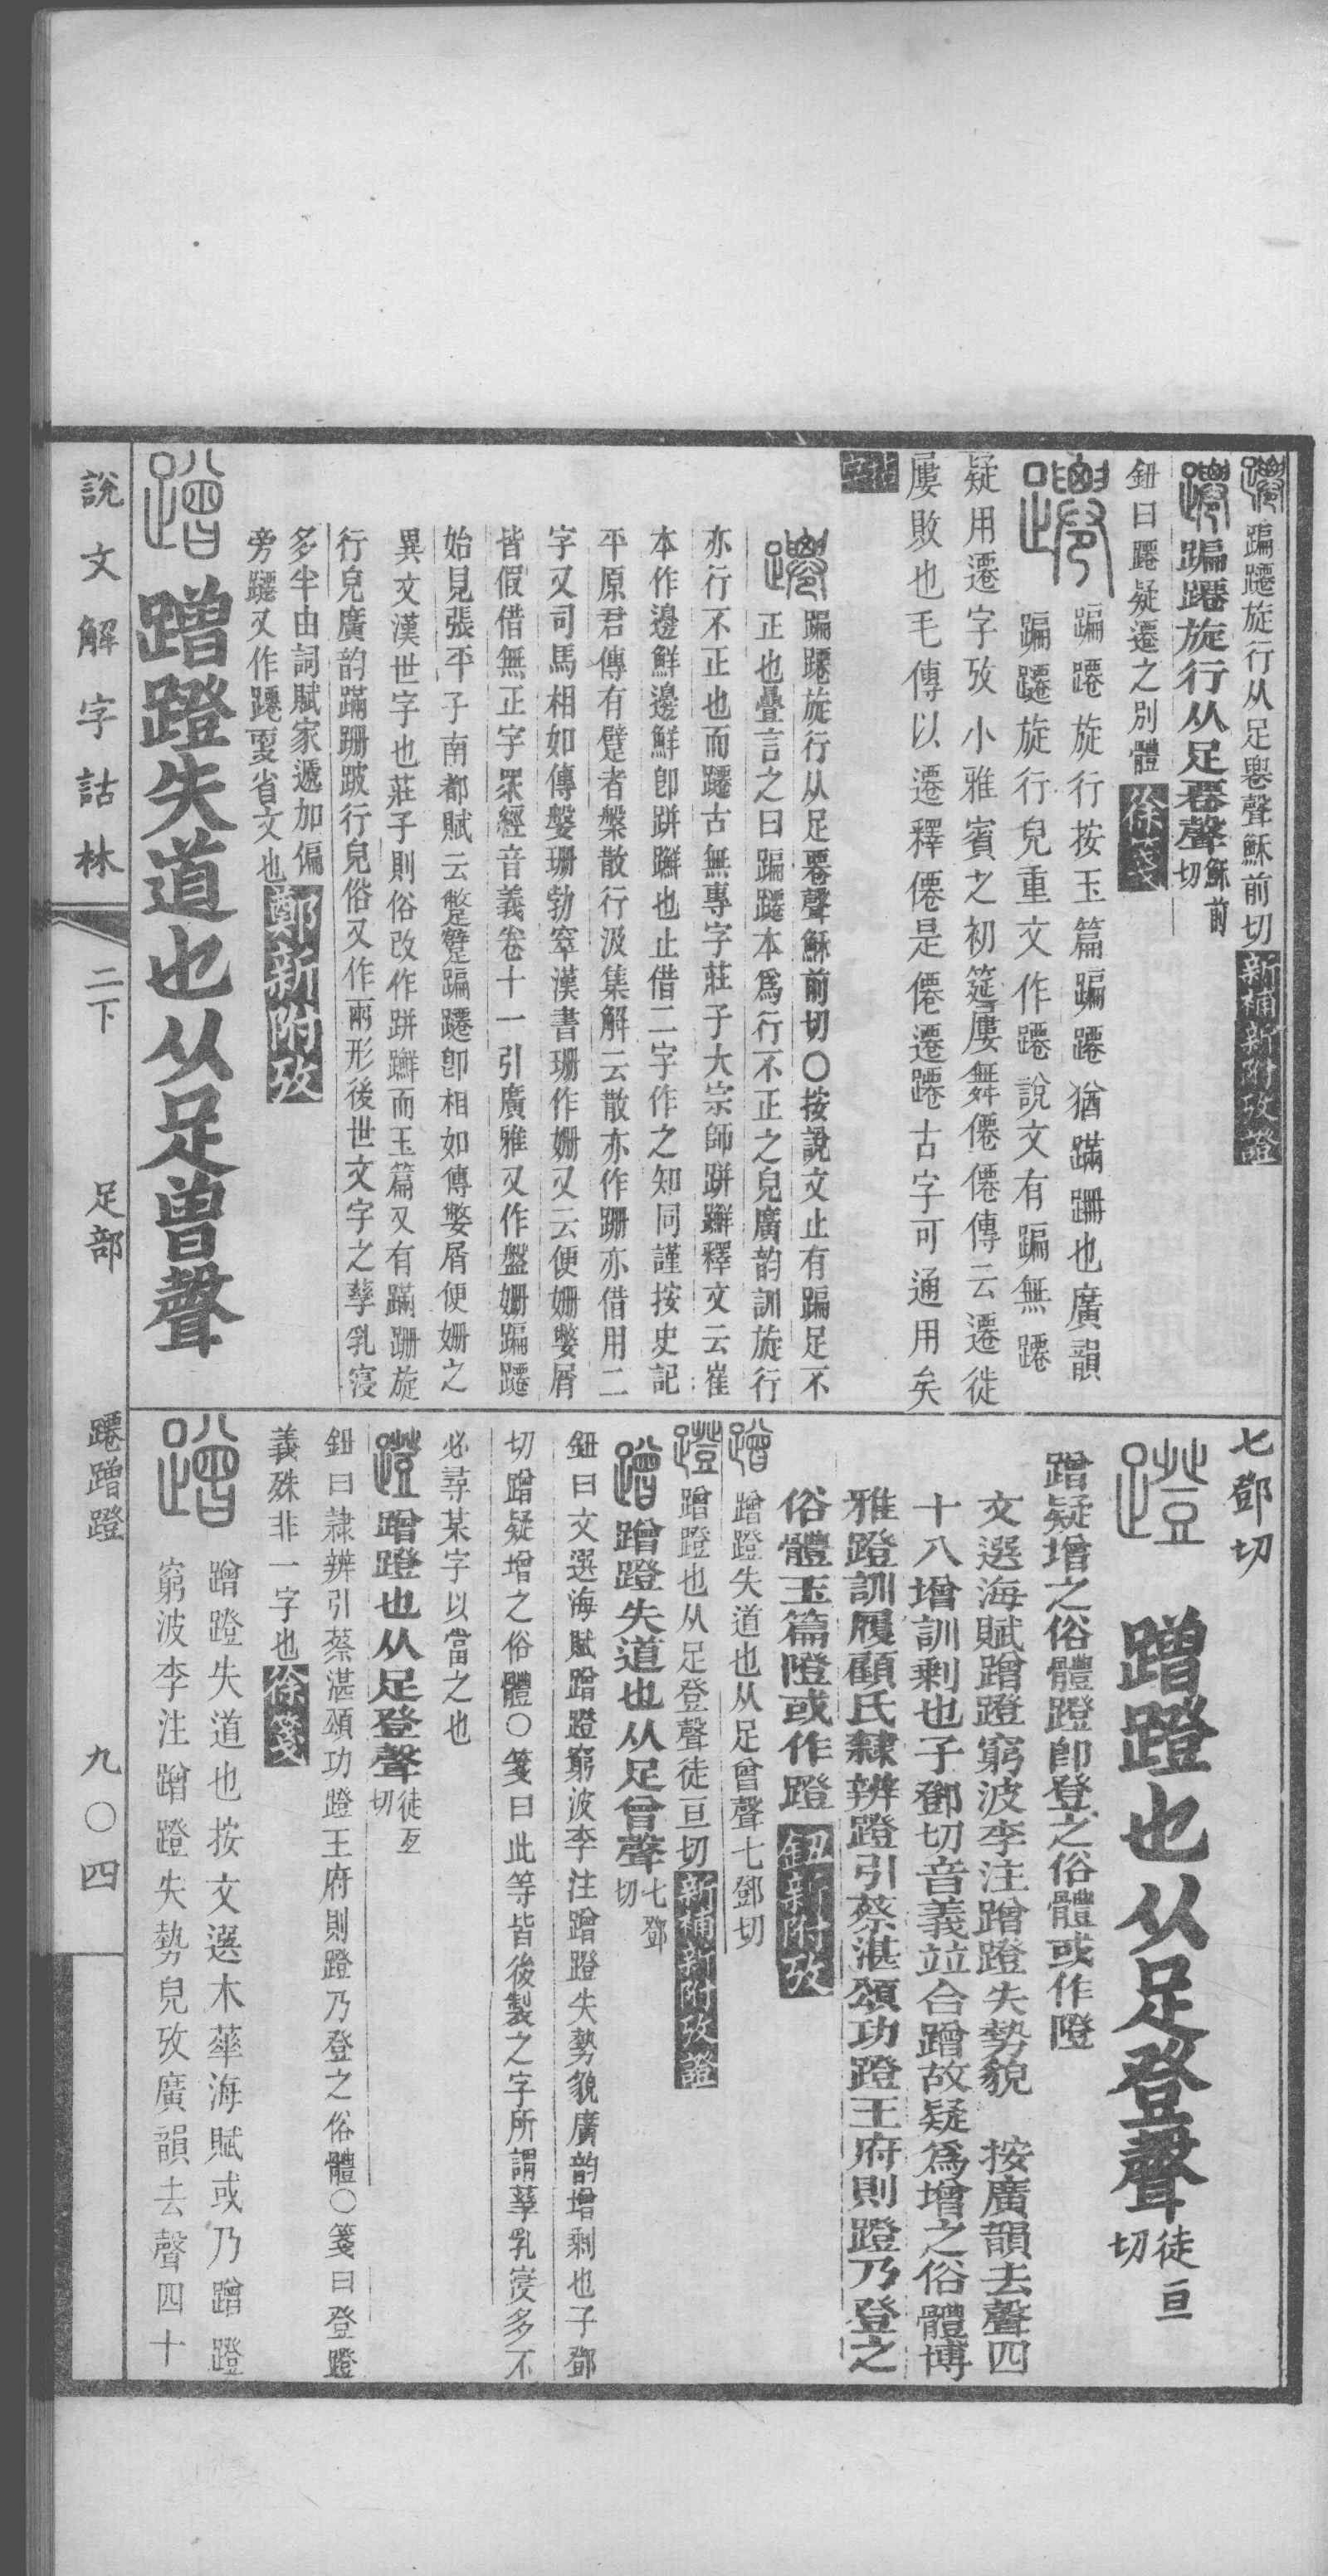 蹁蹮旋行从足䙴聲穌前切新補新附攷證
蹁蹮旋行从足䙴聲穌前切
鈕曰蹮疑遷之別體徐箋
蹁蹮旋行按玉篇蹁蹮猶蹣跚也廣韻
蹁蹮旋行皃重文作蹮說文有蹁無蹮
疑用遷字攷小雅賓之初筵屢舞僊僊傳云遷徙
屢敗也毛傳以遷釋僊是僊遷蹮古字可通用矣
蹁蹮旋行从足䙴聲穌前切〇按說文止有蹁足不
正也疊言之曰蹁蹮本爲行不正之皃廣韵訓旋行
亦行不正也而蹮古無專字莊子大宗師跰𨇤釋文云崔
本作邊鮮邊鮮卽跰𨇤也止借二字作之知同謹按史記
平原君傳有躄者槃散行汲集解云散亦作跚亦借用二
字又司馬相如傳媻珊勃窣漢書珊作姍又云便姍嫳屑
皆假借無正字眾經音義卷十一引廣雅又作盤姍蹁蹮
始見張平子南都賦云蹩躠蹁蹮卽相如傳嫳屑便姍之
異文漢世字也莊子則俗改作跰𨇤而玉篇又有蹣跚旋
行皃廣韵蹣跚跛行皃俗又作兩形後世文字之孳乳寖
多半由詞賦家遞加偏
旁躚又作蹮䙴省文也鄭新附攷
蹭蹬失道也从足曾聲
說文解字詁林 二下 足部 蹮蹭蹬 九〇四
七鄧切
蹭蹬也从足登聲徒亘切
蹭疑增之俗體蹬卽登之俗體或作隥
文選海賦蹭蹬窮波李注蹭蹬失勢貌 按廣韻去聲四
十八增訓剩也子鄧切音義竝合蹭故疑爲增之俗體博
雅蹬訓履顧氏隸辨蹬引蔡湛頌功蹬王府則蹬乃登之
俗體玉篇隥或作蹬鈕新附攷
蹭蹬失道也从足曾聲七鄧切
蹭蹬也从足登聲徒亘切新補新附攷證
蹭蹬失道也从足曾聲七鄧切
鈕曰文選海賦蹭蹬窮波李注蹭蹬失勢貌廣韵增剩也子鄧
切蹭疑增之俗體〇箋曰此等皆後製之字所謂孳乳寖多不
必尋某字以當之也
蹭蹬也从足登聲徒亙切
鈕曰隸辨引蔡湛頌功蹬王府則蹬乃登之俗體〇箋曰登蹬
義殊非一字也徐箋
蹭蹬失道也按文選木華海賦或乃蹭蹬
窮波李注蹭蹬失勢皃攷廣韻去聲四十